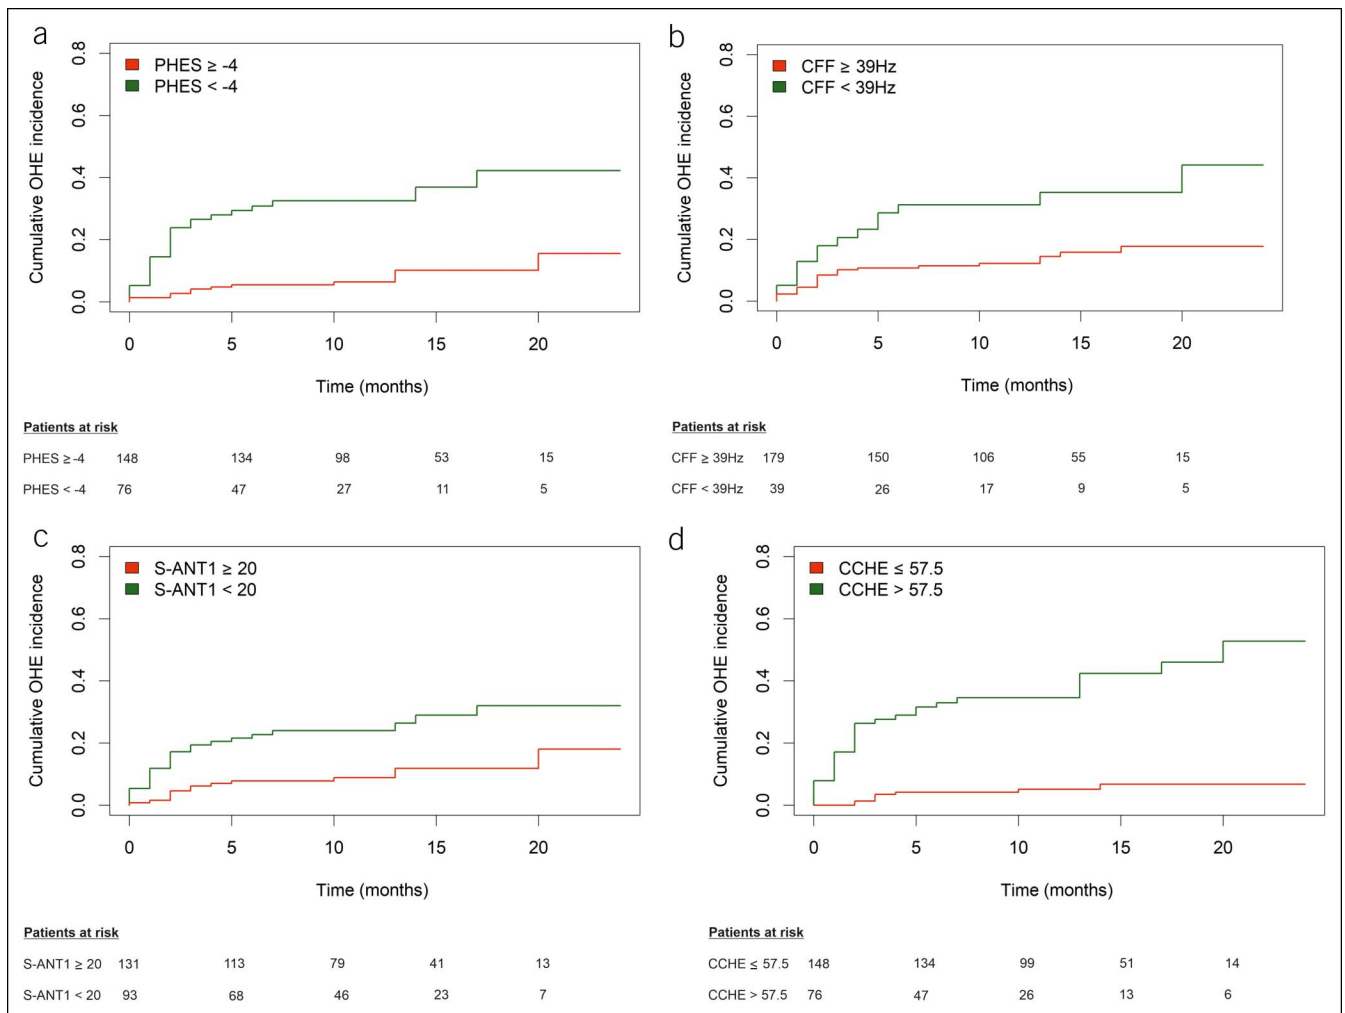 a
PHES ≥ -4
PHES < -4
Cumulative OHE incidence
0.0 0.2 0.4 0.6 0.8
0 5 10 15 20
Time (months)
Patients at risk
PHES ≥ -4 148 134 98 53 15
PHES < -4 76 47 27 11 5
b
CFF ≥ 39Hz
CFF < 39Hz
Cumulative OHE incidence
0.0 0.2 0.4 0.6 0.8
0 5 10 15 20
Time (months)
Patients at risk
CFF ≥ 39Hz 179 150 106 55 15
CFF < 39Hz 39 26 17 9 5
c
S-ANT1 ≥ 20
S-ANT1 < 20
Cumulative OHE incidence
0.0 0.2 0.4 0.6 0.8
0 5 10 15 20
Time (months)
Patients at risk
S-ANT1 ≥ 20 131 113 79 41 13
S-ANT1 < 20 93 68 46 23 7
d
CCHE ≤ 57.5
CCHE > 57.5
Cumulative OHE incidence
0.0 0.2 0.4 0.6 0.8
0 5 10 15 20
Time (months)
Patients at risk
CCHE ≤ 57.5 148 134 99 51 14
CCHE > 57.5 76 47 26 13 6